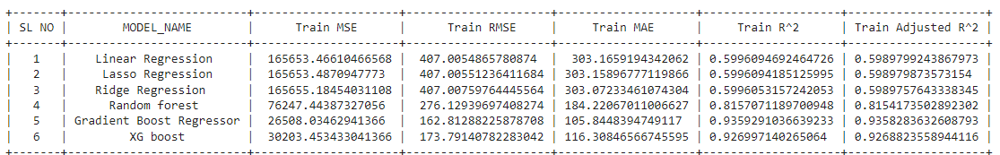 +-------+-------------------------+--------------------+--------------------+--------------------+--------------------+--------------------+
| SL NO | MODEL_NAME | Train MSE | Train RMSE | Train MAE | Train R^2 | Train Adjusted R^2 |
+-------+-------------------------+--------------------+--------------------+--------------------+--------------------+--------------------+
| 1 | Linear Regression | 165653.46610466568 | 407.0054865780874 | 303.1659194342062 | 0.5996094692464726 | 0.5989799243867973 |
| 2 | Lasso Regression | 165653.4870947773 | 407.00551236411684 | 303.15896777119866 | 0.5996094185125995 | 0.598979873573154 |
| 3 | Ridge Regression | 165655.18454031108 | 407.00759764445564 | 303.07233461074304 | 0.5996053157242053 | 0.5989757643338345 |
| 4 | Random forest | 76247.44387327056 | 276.12939697408274 | 184.22067011006627 | 0.8157071189700948 | 0.8154173502892302 |
| 5 | Gradient Boost Regressor | 26508.03462941366 | 162.81288225878708 | 105.8448394749117 | 0.9359291036639233 | 0.9358283632608793 |
| 6 | XG boost | 30203.453433041366 | 173.79140782283042 | 116.30846566745595 | 0.926997140265064 | 0.9268823558944116 |
+-------+-------------------------+--------------------+--------------------+--------------------+--------------------+--------------------+